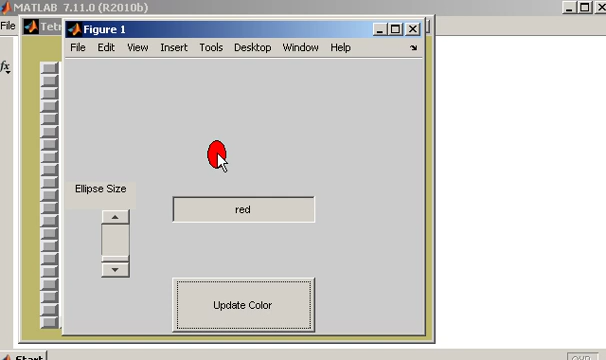 MATLAB 7.11.0 (R2010b)
File
Tetr
Figure 1
File Edit View Insert Tools Desktop Window Help
fx
Ellipse Size
red
Update Color
Start
OVR